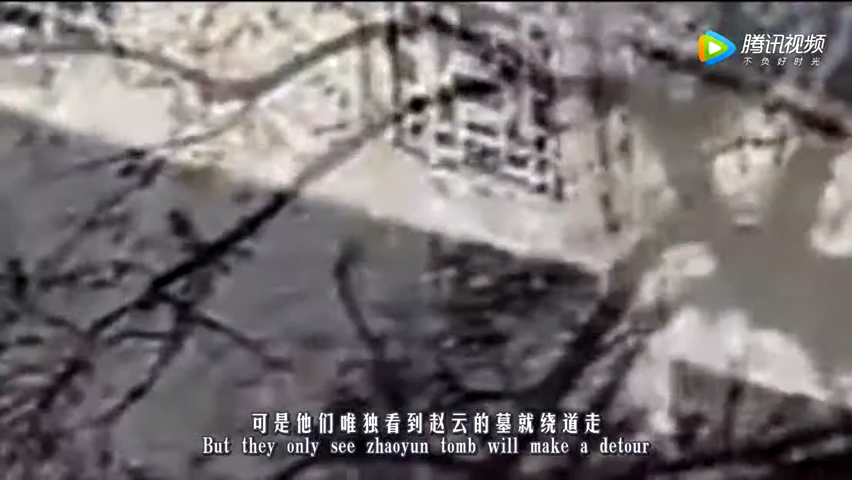 腾讯视频
不负好时光
可是他们唯独看到赵云的墓就绕道走
But they only see zhaoyun tomb will make a detour